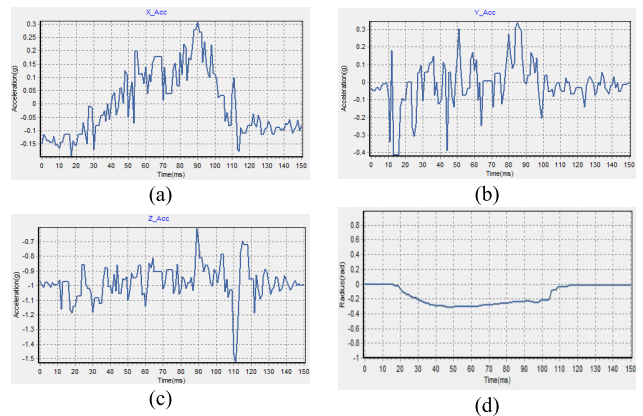 X_Acc
Acceleration(g)
0.3
0.25
0.2
0.15
0.1
0.05
0
-0.05
-0.1
-0.15
0 10 20 30 40 50 60 70 80 90 100 110 120 130 140 150
Time(ms)
(a)
Y_Acc
Acceleration(g)
0.3
0.2
0.1
0
-0.1
-0.2
-0.3
-0.4
0 10 20 30 40 50 60 70 80 90 100 110 120 130 140 150
Time(ms)
(b)
Z_Acc
Acceleration(g)
-0.7
-0.8
-0.9
-1
-1.1
-1.2
-1.3
-1.4
-1.5
0 10 20 30 40 50 60 70 80 90 100 110 120 130 140 150
Time(ms)
(c)
Radius(rad)
0.8
0.6
0.4
0.2
0
-0.2
-0.4
-0.6
-0.8
-1
0 10 20 30 40 50 60 70 80 90 100 110 120 130 140 150
Time(ms)
(d)